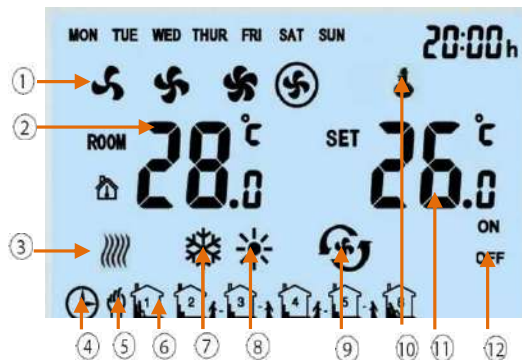 MON TUE WED THUR FRI SAT SUN 20:00h
1
2 ROOM 28.0 °C SET 26.0 °C
3 ON
OFF
1 2 3 4 5 6
4 5 6 7 8 9 10 11 12